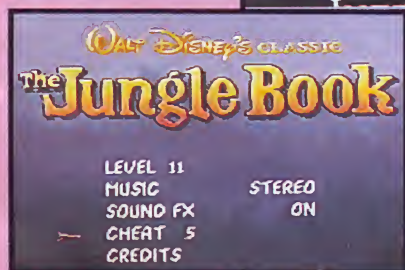 WALT DISNEY'S CLASSIC
The Jungle Book
LEVEL 11
MUSIC STEREO
SOUND FX ON
CHEAT 5
CREDITS